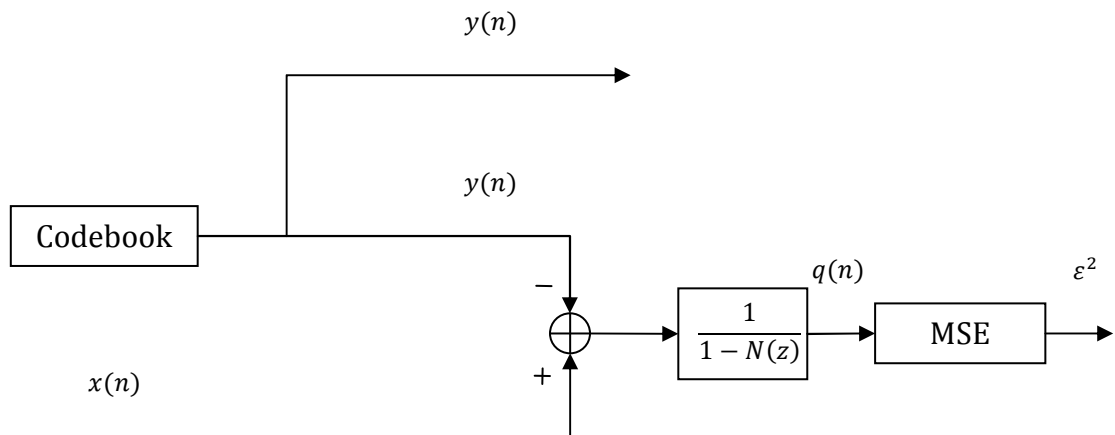 y(n)
y(n)
Codebook
−
q(n)
ε²
1
1 − N(z)
MSE
+
x(n)